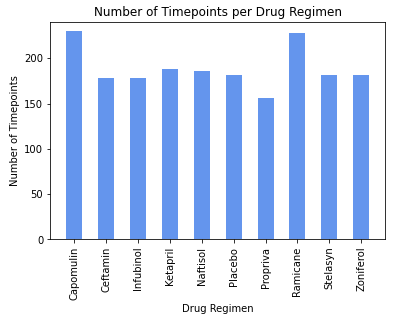 Number of Timepoints per Drug Regimen
Number of Timepoints
200
150
100
50
0
Capomulin
Ceftamin
Infubinol
Ketapril
Naftisol
Placebo
Propriva
Ramicane
Stelasyn
Zoniferol
Drug Regimen